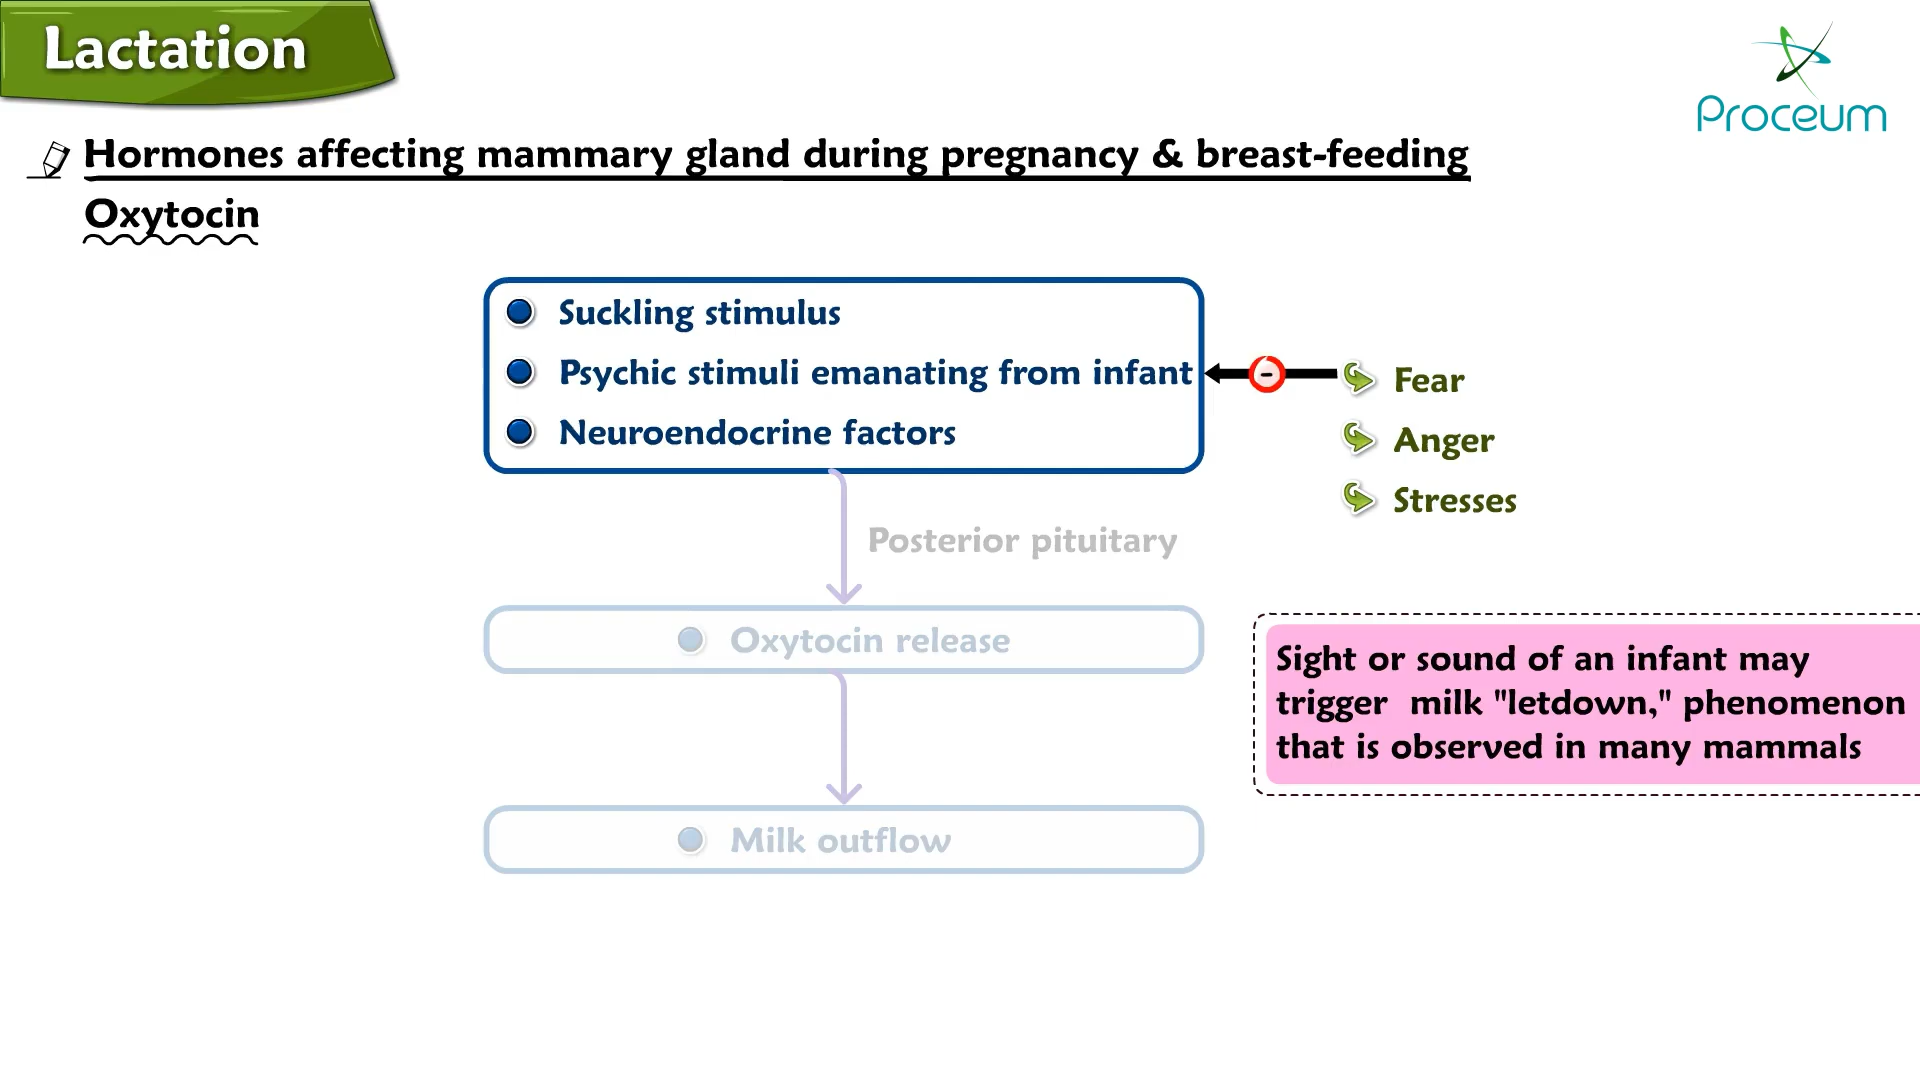 Lactation
Proceum
Hormones affecting mammary gland during pregnancy & breast-feeding
Oxytocin
Suckling stimulus
Psychic stimuli emanating from infant
Neuroendocrine factors
-
Fear
Anger
Stresses
Posterior pituitary
Oxytocin release
Sight or sound of an infant may
trigger milk "letdown," phenomenon
that is observed in many mammals
Milk outflow